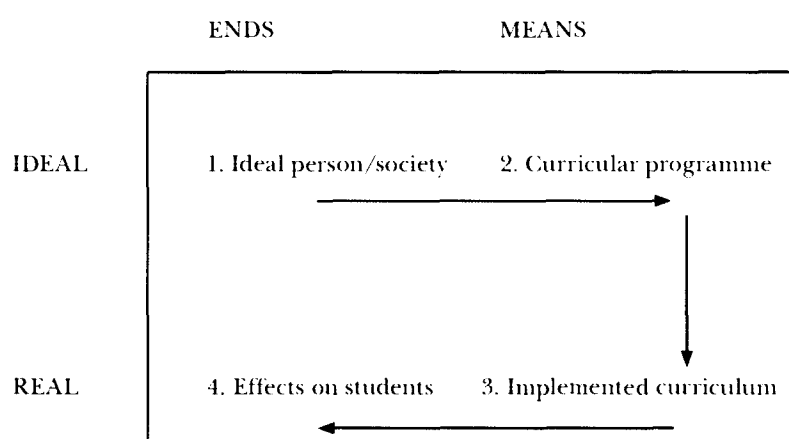 ENDS MEANS
IDEAL 1. Ideal person/society 2. Curricular programme
REAL 4. Effects on students 3. Implemented curriculum